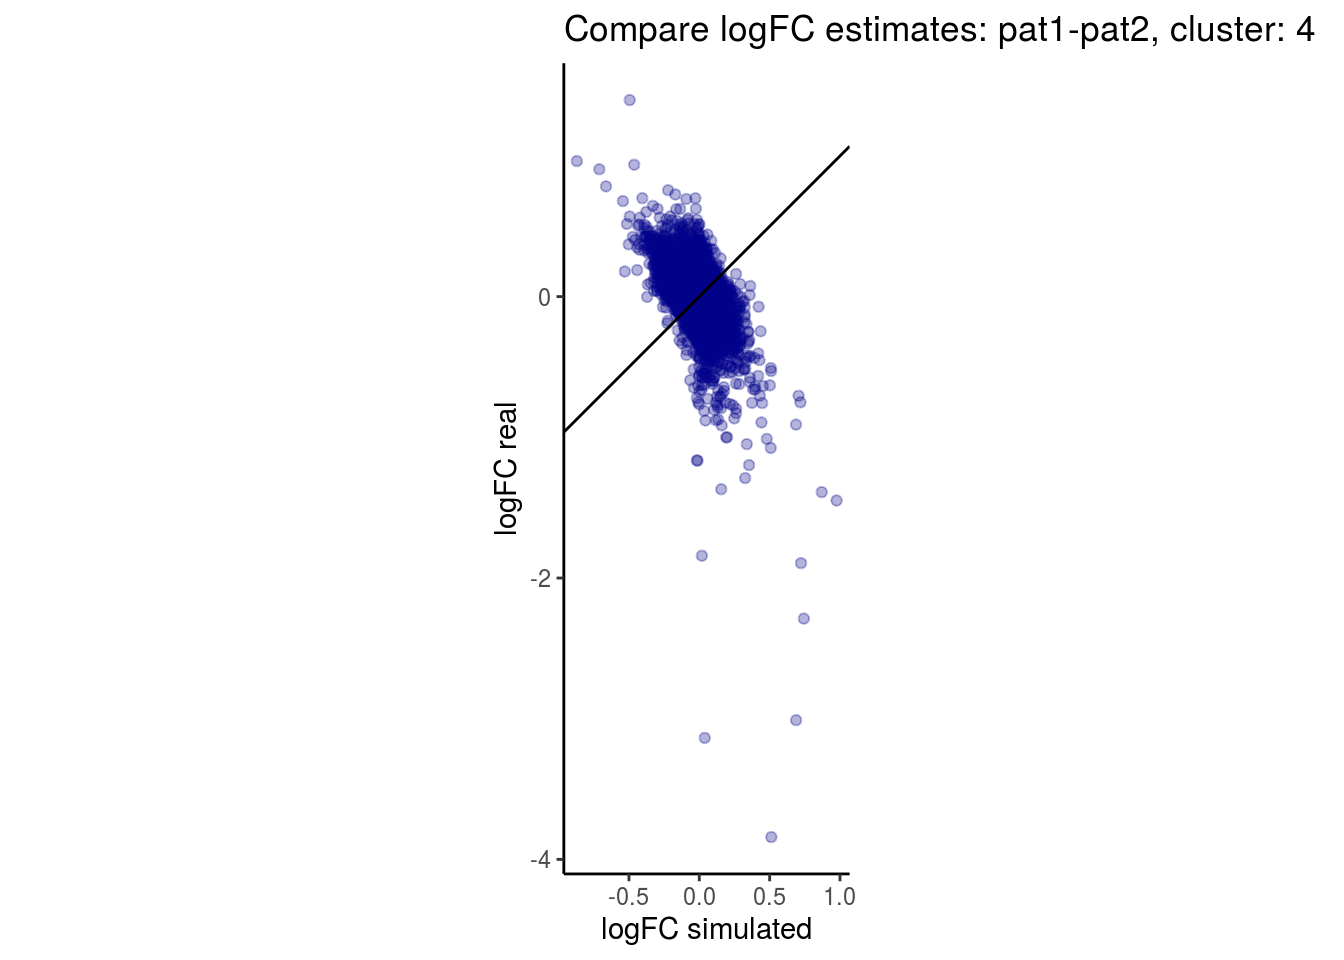 Compare logFC estimates: pat1-pat2, cluster: 4
logFC real
0
-2
-4
-0.5 0.0 0.5 1.0
logFC simulated